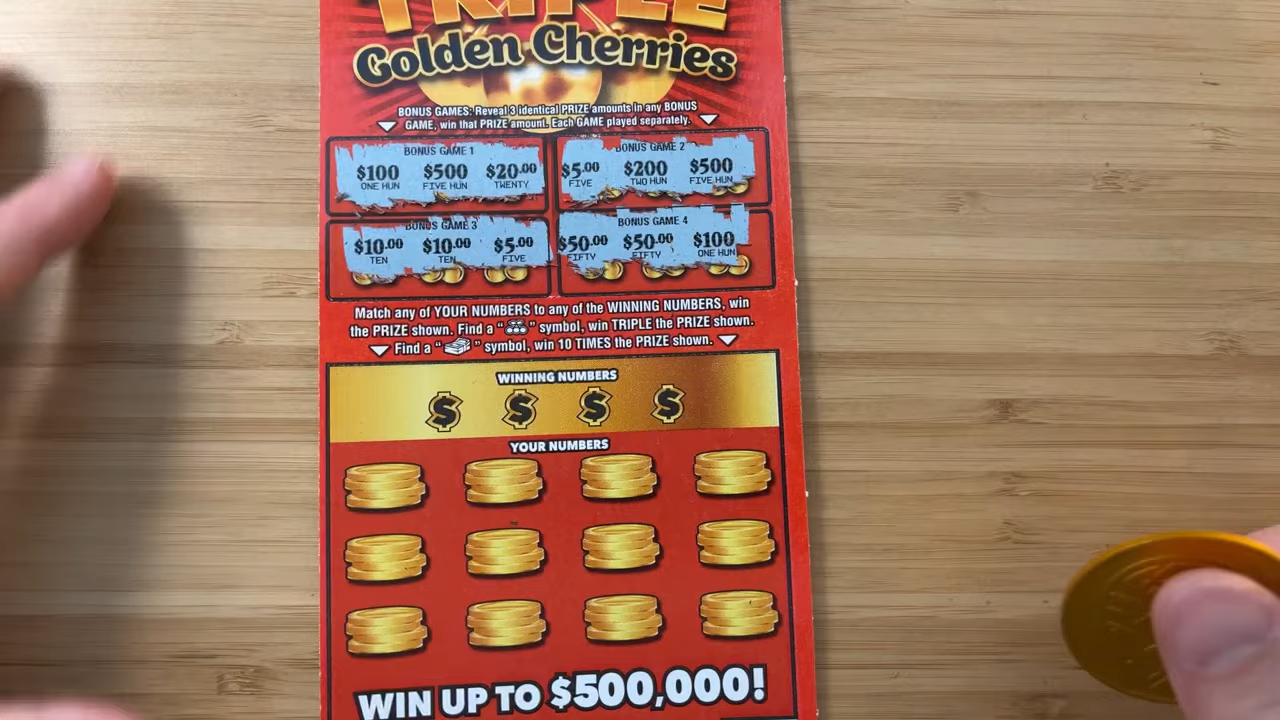 TRIPLE
Golden Cherries
BONUS GAMES: Reveal 3 identical PRIZE amounts in any BONUS
GAME, win that PRIZE amount. Each GAME played separately.
BONUS GAME 1
$100 $500 $20.00
ONE HUN FIVE HUN TWENTY
BONUS GAME 2
$5.00 $200 $500
FIVE TWO HUN FIVE HUN
BONUS GAME 3
$10.00 $10.00 $5.00
TEN TEN FIVE
BONUS GAME 4
$50.00 $50.00 $100
FIFTY FIFTY ONE HUN
Match any of YOUR NUMBERS to any of the WINNING NUMBERS, win
the PRIZE shown. Find a " " symbol, win TRIPLE the PRIZE shown.
Find a " " symbol, win 10 TIMES the PRIZE shown.
WINNING NUMBERS
$ $ $ $
YOUR NUMBERS
WIN UP TO $500,000!